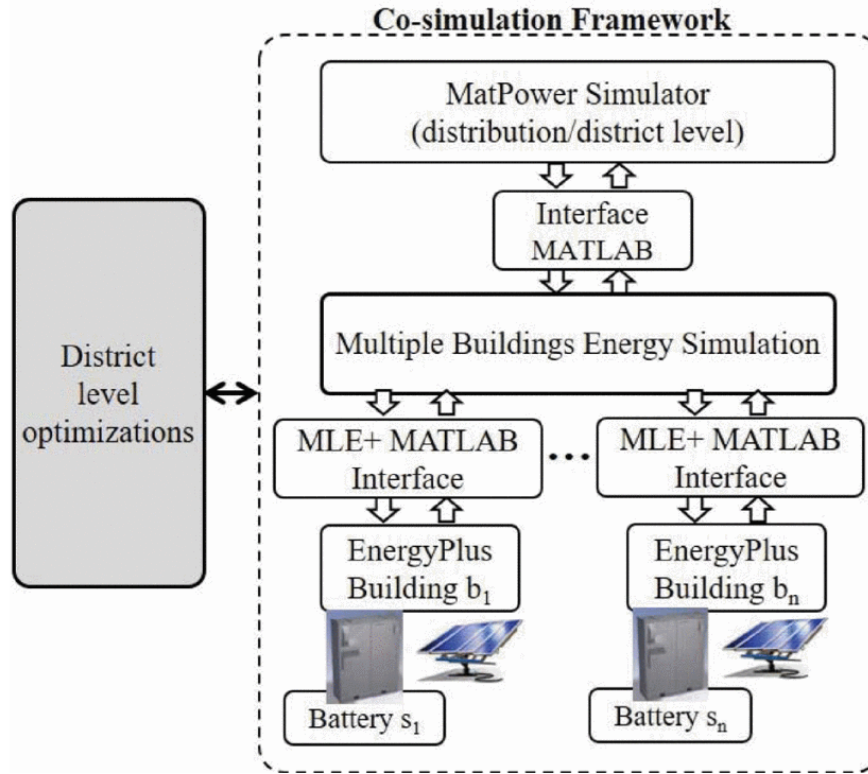 Co-simulation Framework
MatPower Simulator
(distribution/district level)
Interface
MATLAB
Multiple Buildings Energy Simulation
District
level
optimizations
MLE+ MATLAB
Interface
...
MLE+ MATLAB
Interface
EnergyPlus
Building b₁
EnergyPlus
Building bₙ
Battery s₁
Battery sₙ